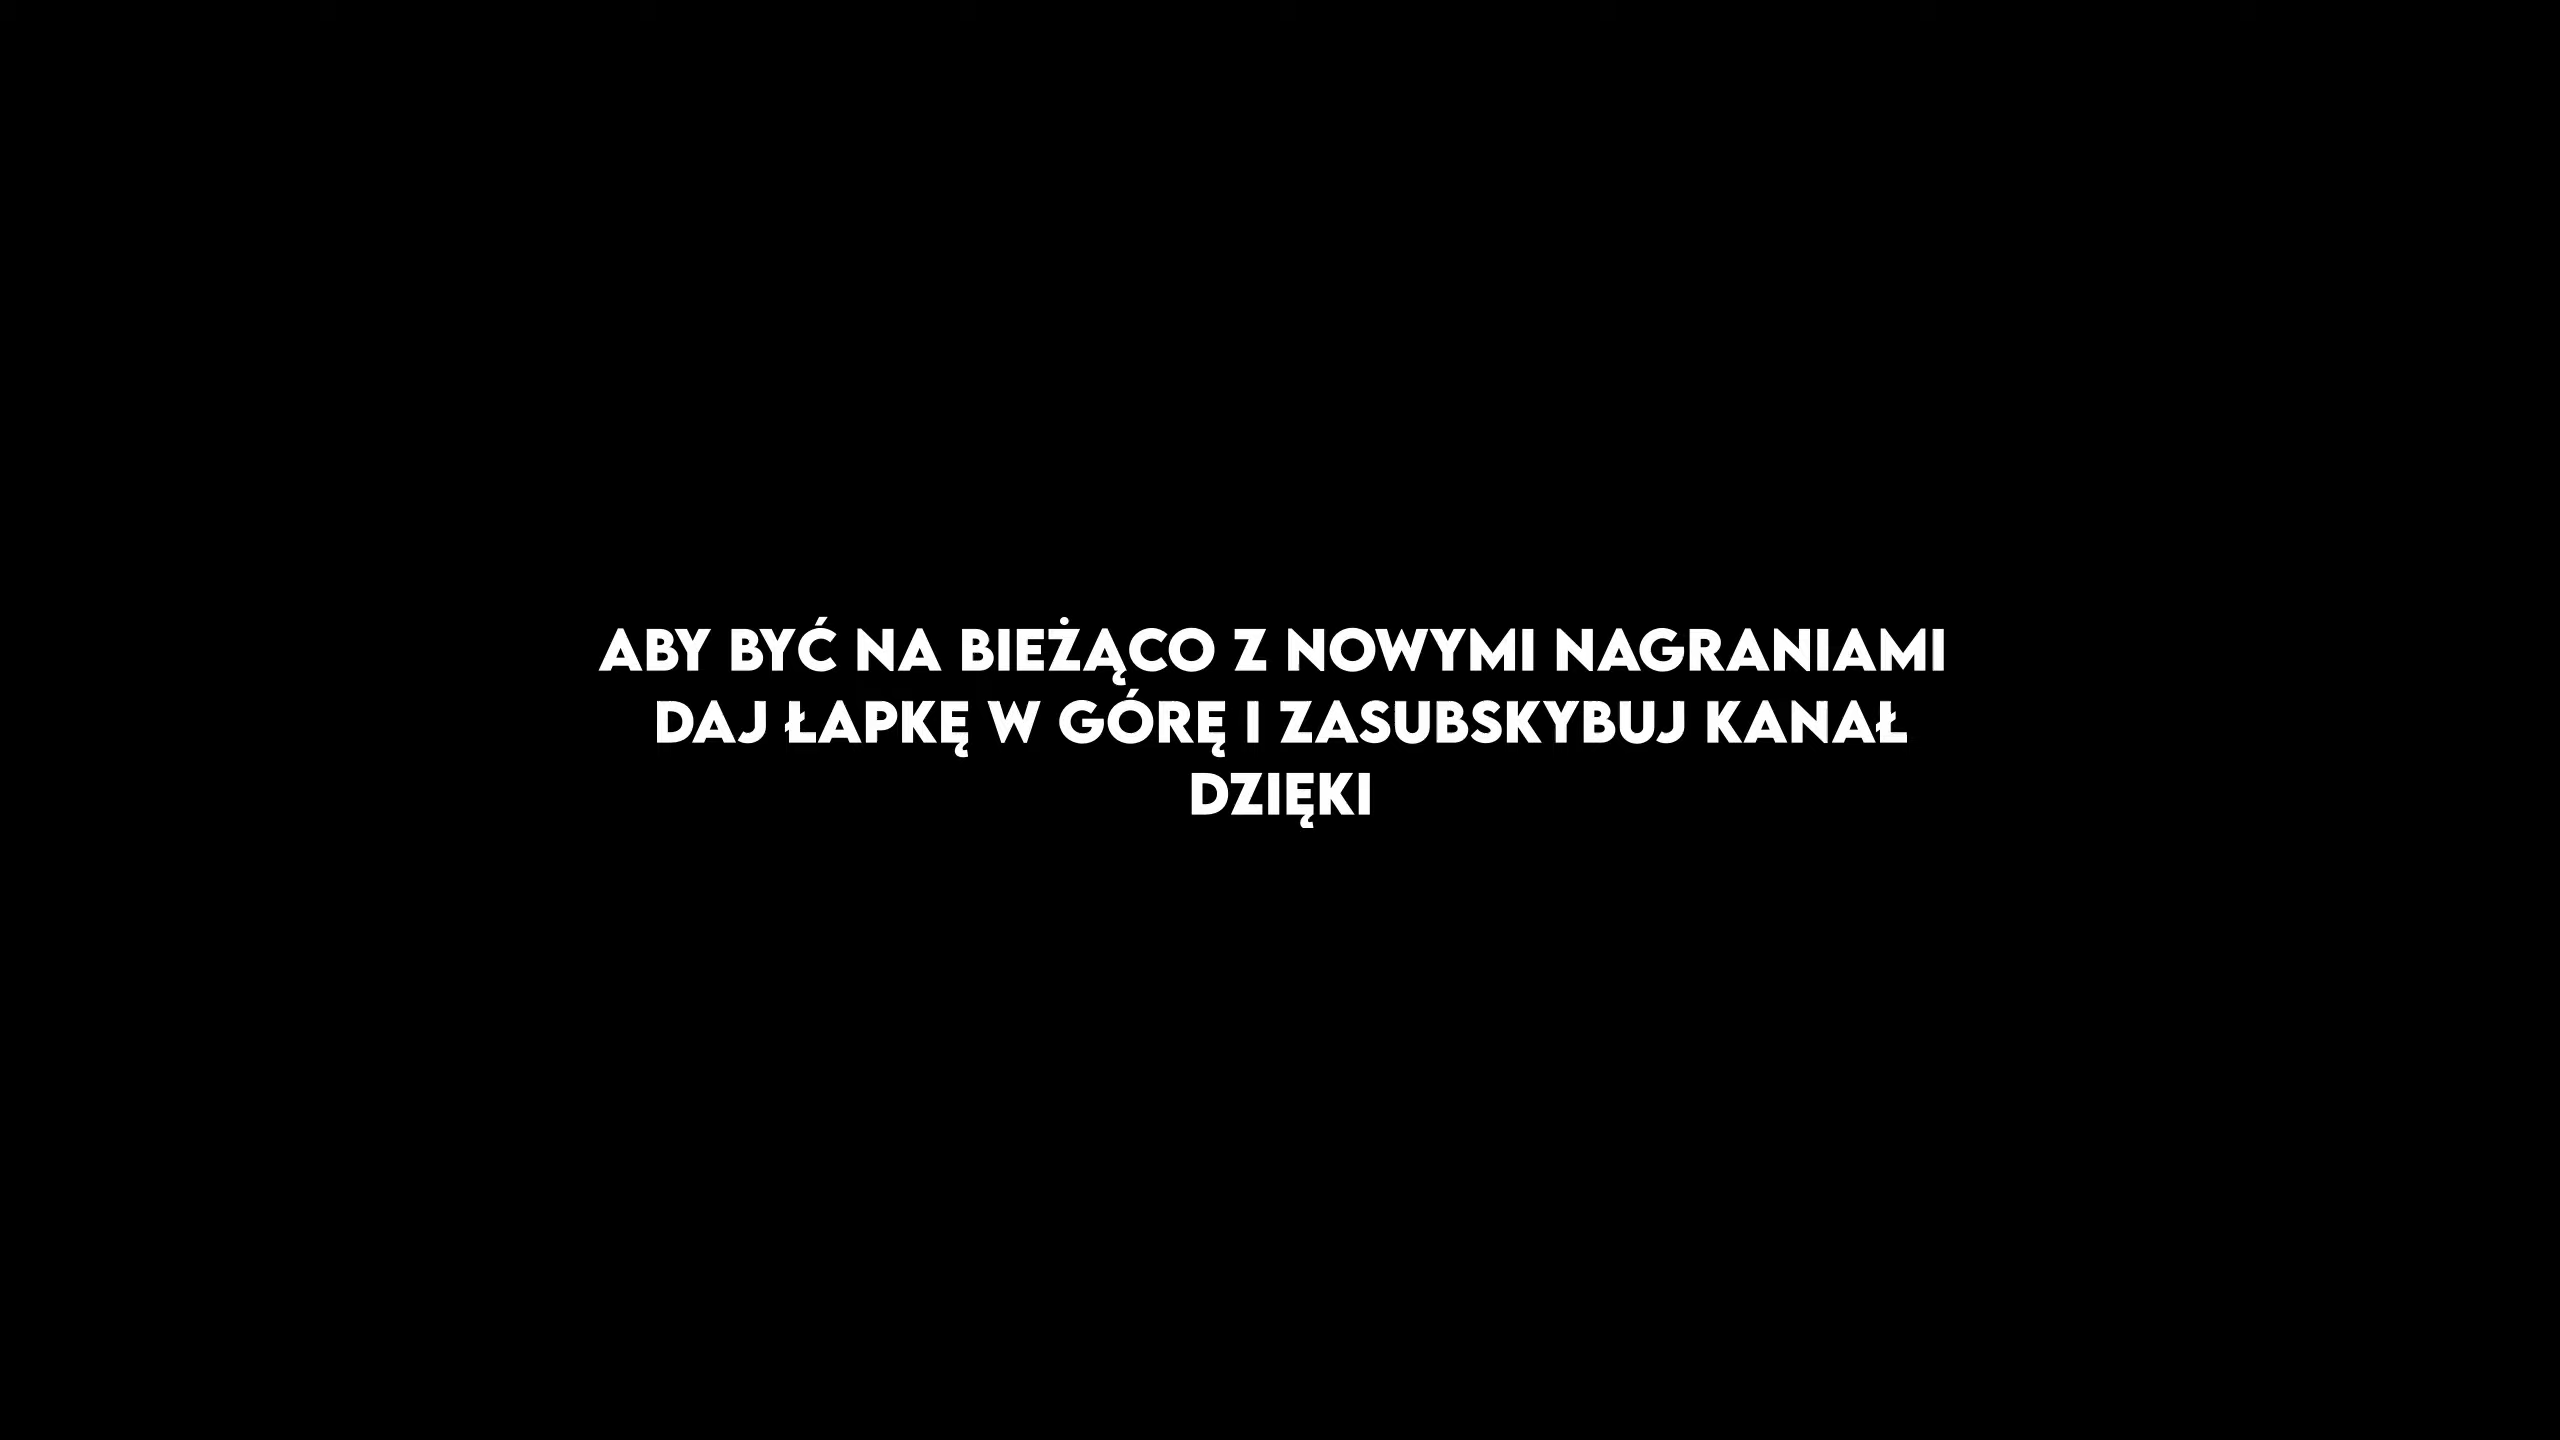 ABY BYĆ NA BIEŻĄCO Z NOWYMI NAGRANIAMI
DAJ ŁAPKĘ W GÓRĘ I ZASUBSKYBUJ KANAŁ
DZIĘKI